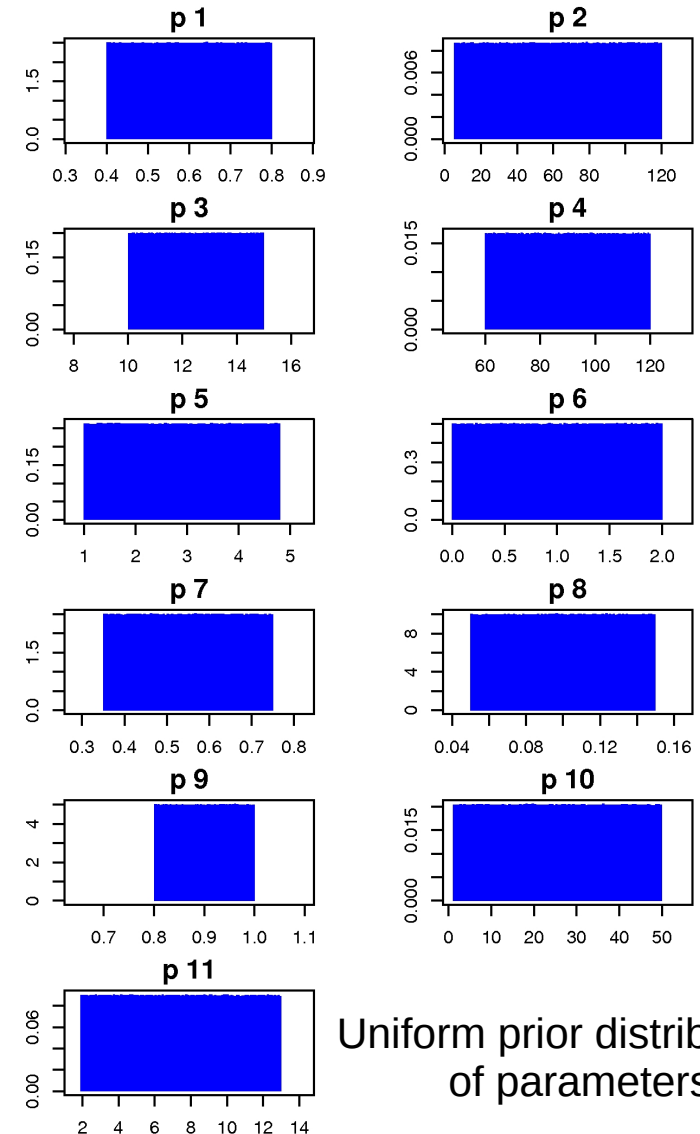 p 1
p 2
1.5
0.0
0.006
0.000
0.3 0.4 0.5 0.6 0.7 0.8 0.9
0 20 40 60 80 120
p 3
p 4
0.15
0.00
0.015
0.000
8 10 12 14 16
60 80 100 120
p 5
p 6
0.15
0.00
0.3
0.0
1 2 3 4 5
0.0 0.5 1.0 1.5 2.0
p 7
p 8
1.5
0.0
8
4
0
0.3 0.4 0.5 0.6 0.7 0.8
0.04 0.08 0.12 0.16
p 9
p 10
4
2
0
0.015
0.000
0.7 0.8 0.9 1.0 1.1
0 10 20 30 40 50
p 11
0.06
0.00
2 4 6 8 10 12 14
Uniform prior distrib
of parameters